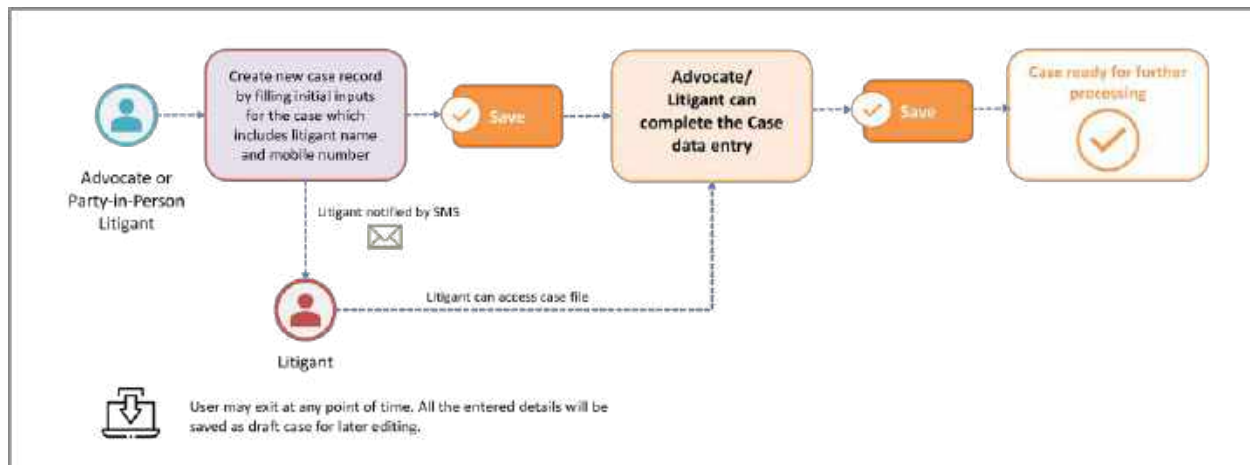 Create new case record
by filling initial inputs
for the case which
includes litigant name
and mobile number
Save
Advocate/
Litigant can
complete the Case
data entry
Save
Case ready for further
processing
Advocate or
Party-in-Person
Litigant
Litigant notified by SMS
Litigant can access case file
Litigant
User may exit at any point of time. All the entered details will be
saved as draft case for later editing.